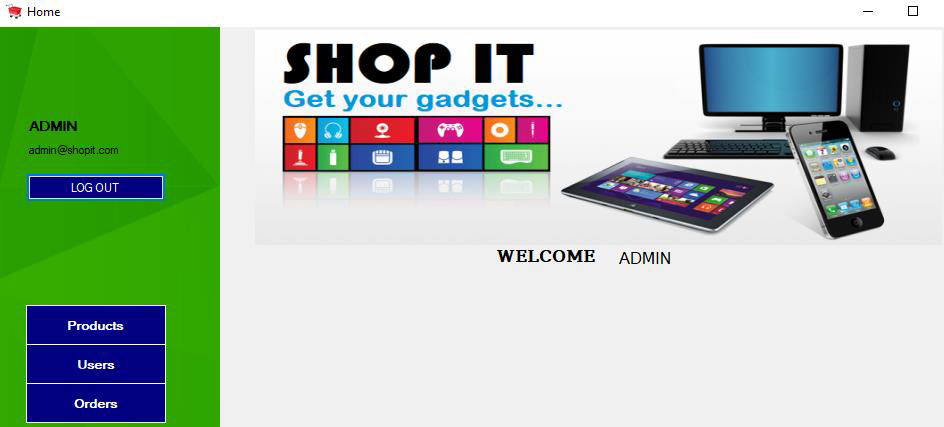 Home
ADMIN
admin@shopit.com
LOG OUT
Products
Users
Orders
SHOP IT
Get your gadgets...
WELCOME ADMIN